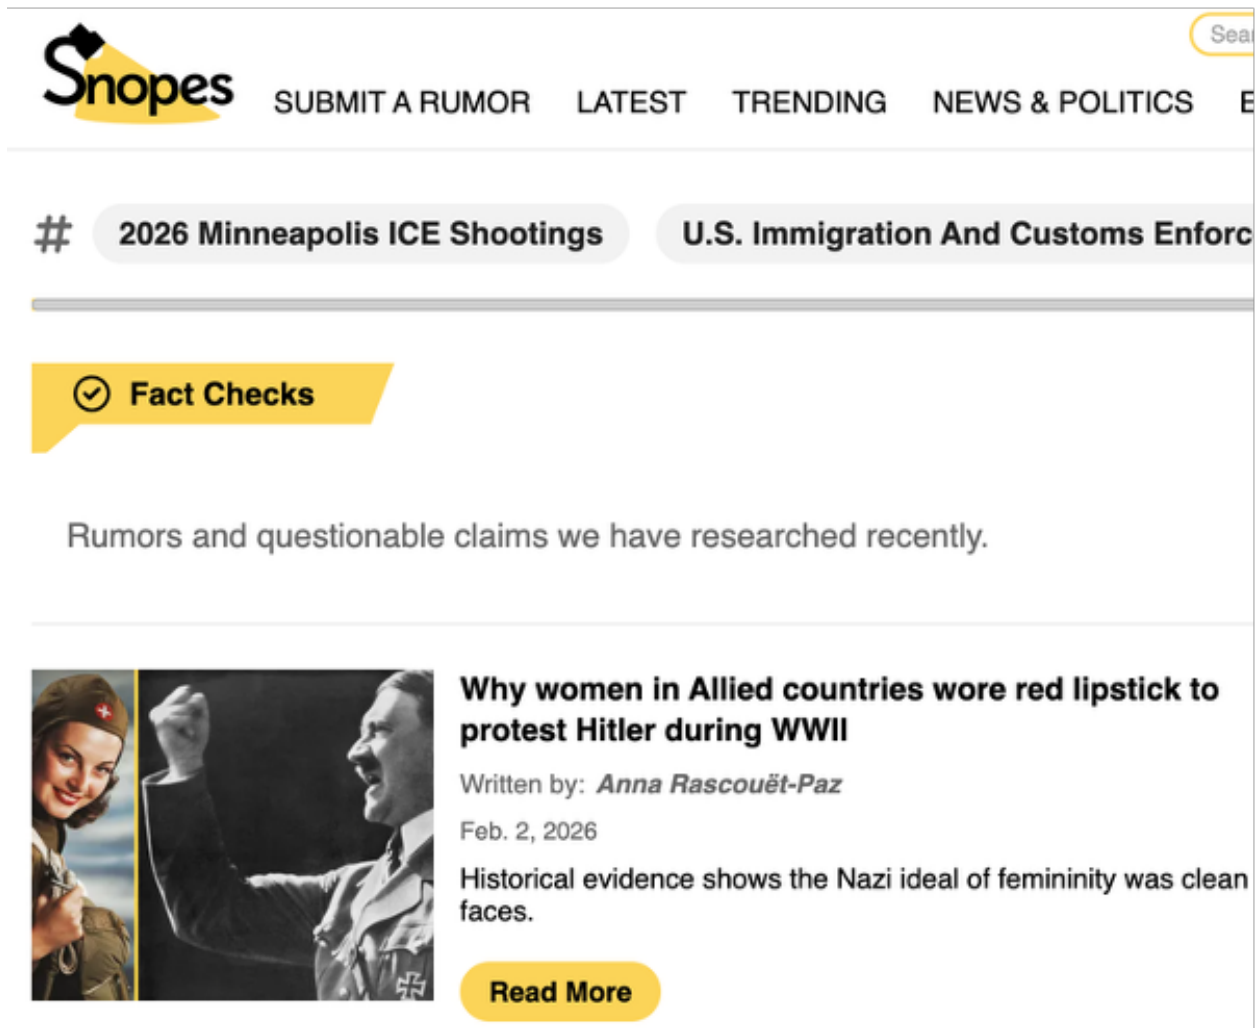 Sear
Snopes
SUBMIT A RUMOR LATEST TRENDING NEWS & POLITICS E
# 2026 Minneapolis ICE Shootings U.S. Immigration And Customs Enforc
Fact Checks
Rumors and questionable claims we have researched recently.
Why women in Allied countries wore red lipstick to
protest Hitler during WWII
Written by: Anna Rascouët-Paz
Feb. 2, 2026
Historical evidence shows the Nazi ideal of femininity was clean
faces.
Read More